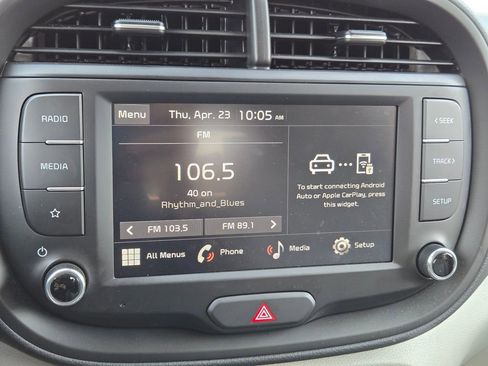 Menu Thu, Apr. 23 10:05 AM
RADIO
MEDIA
FM
106.5
40 on
Rhythm_and_Blues
< FM 103.5 FM 89.1 >
To start connecting Android
Auto or Apple CarPlay, press
this widget.
All Menus Phone Media Setup
< SEEK
TRACK >
SETUP